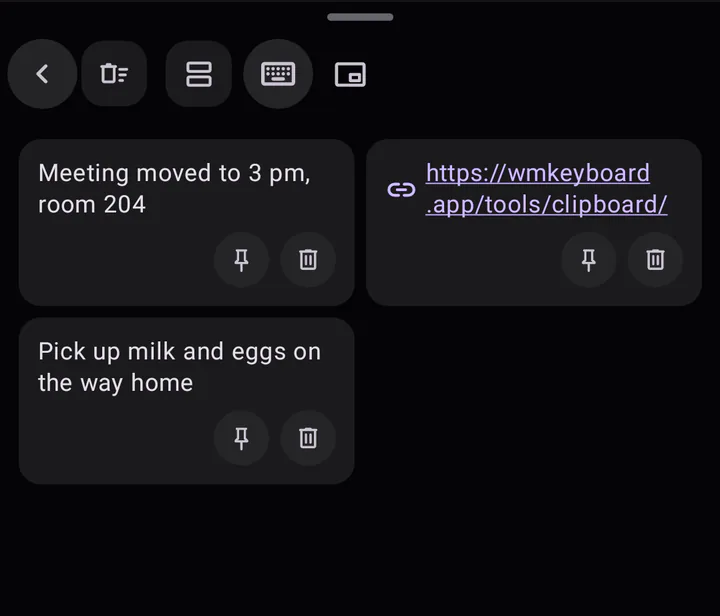 Meeting moved to 3 pm,
room 204
https://wmkeyboard
.app/tools/clipboard/
Pick up milk and eggs on
the way home